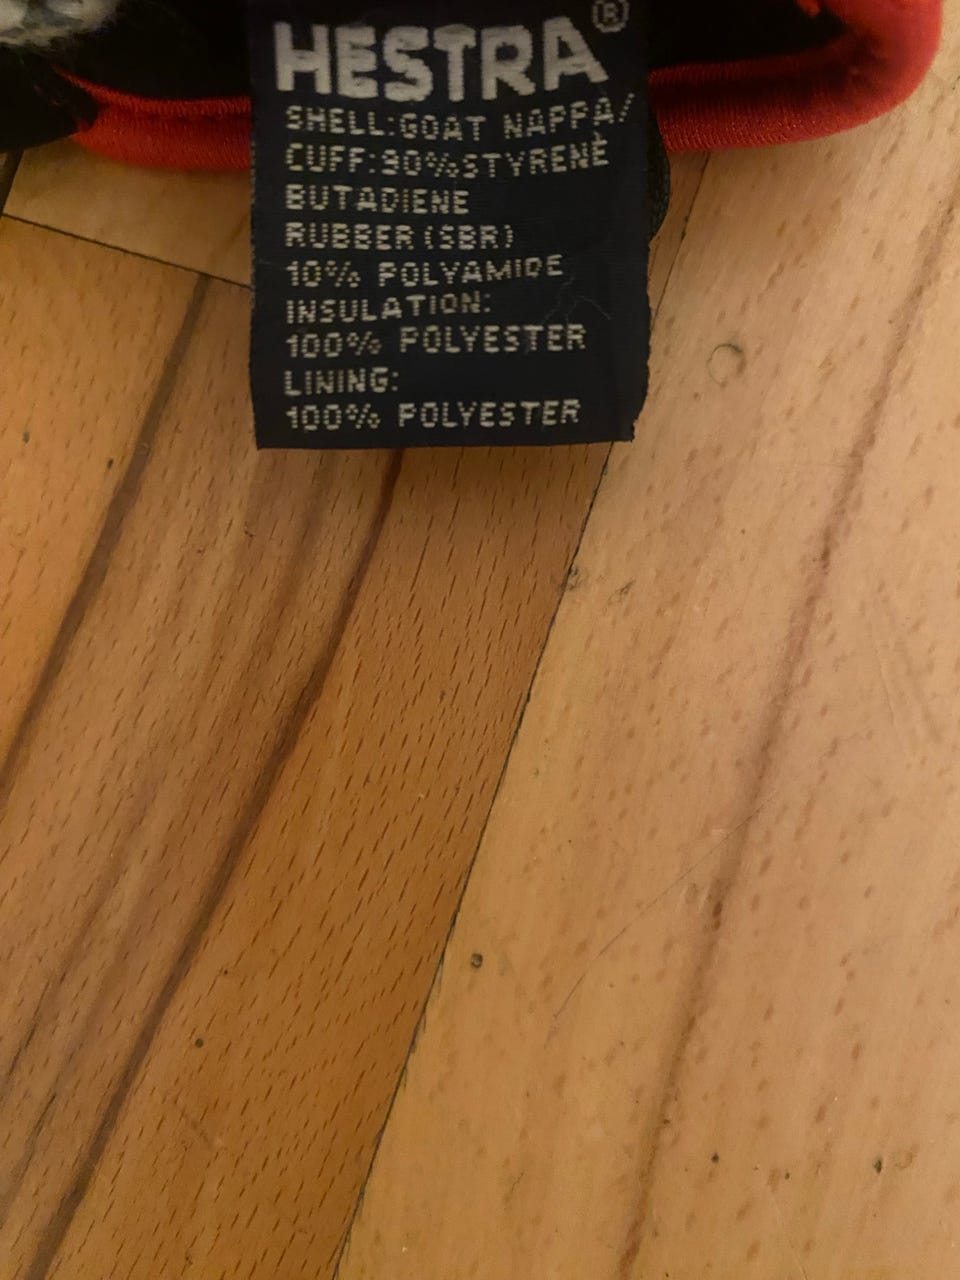 HESTRA®
SHELL:GOAT NAPPA/
CUFF:90%STYRENE
BUTADIENE
RUBBER (SBR)
10% POLYAMIDE
INSULATION:
100% POLYESTER
LINING:
100% POLYESTER